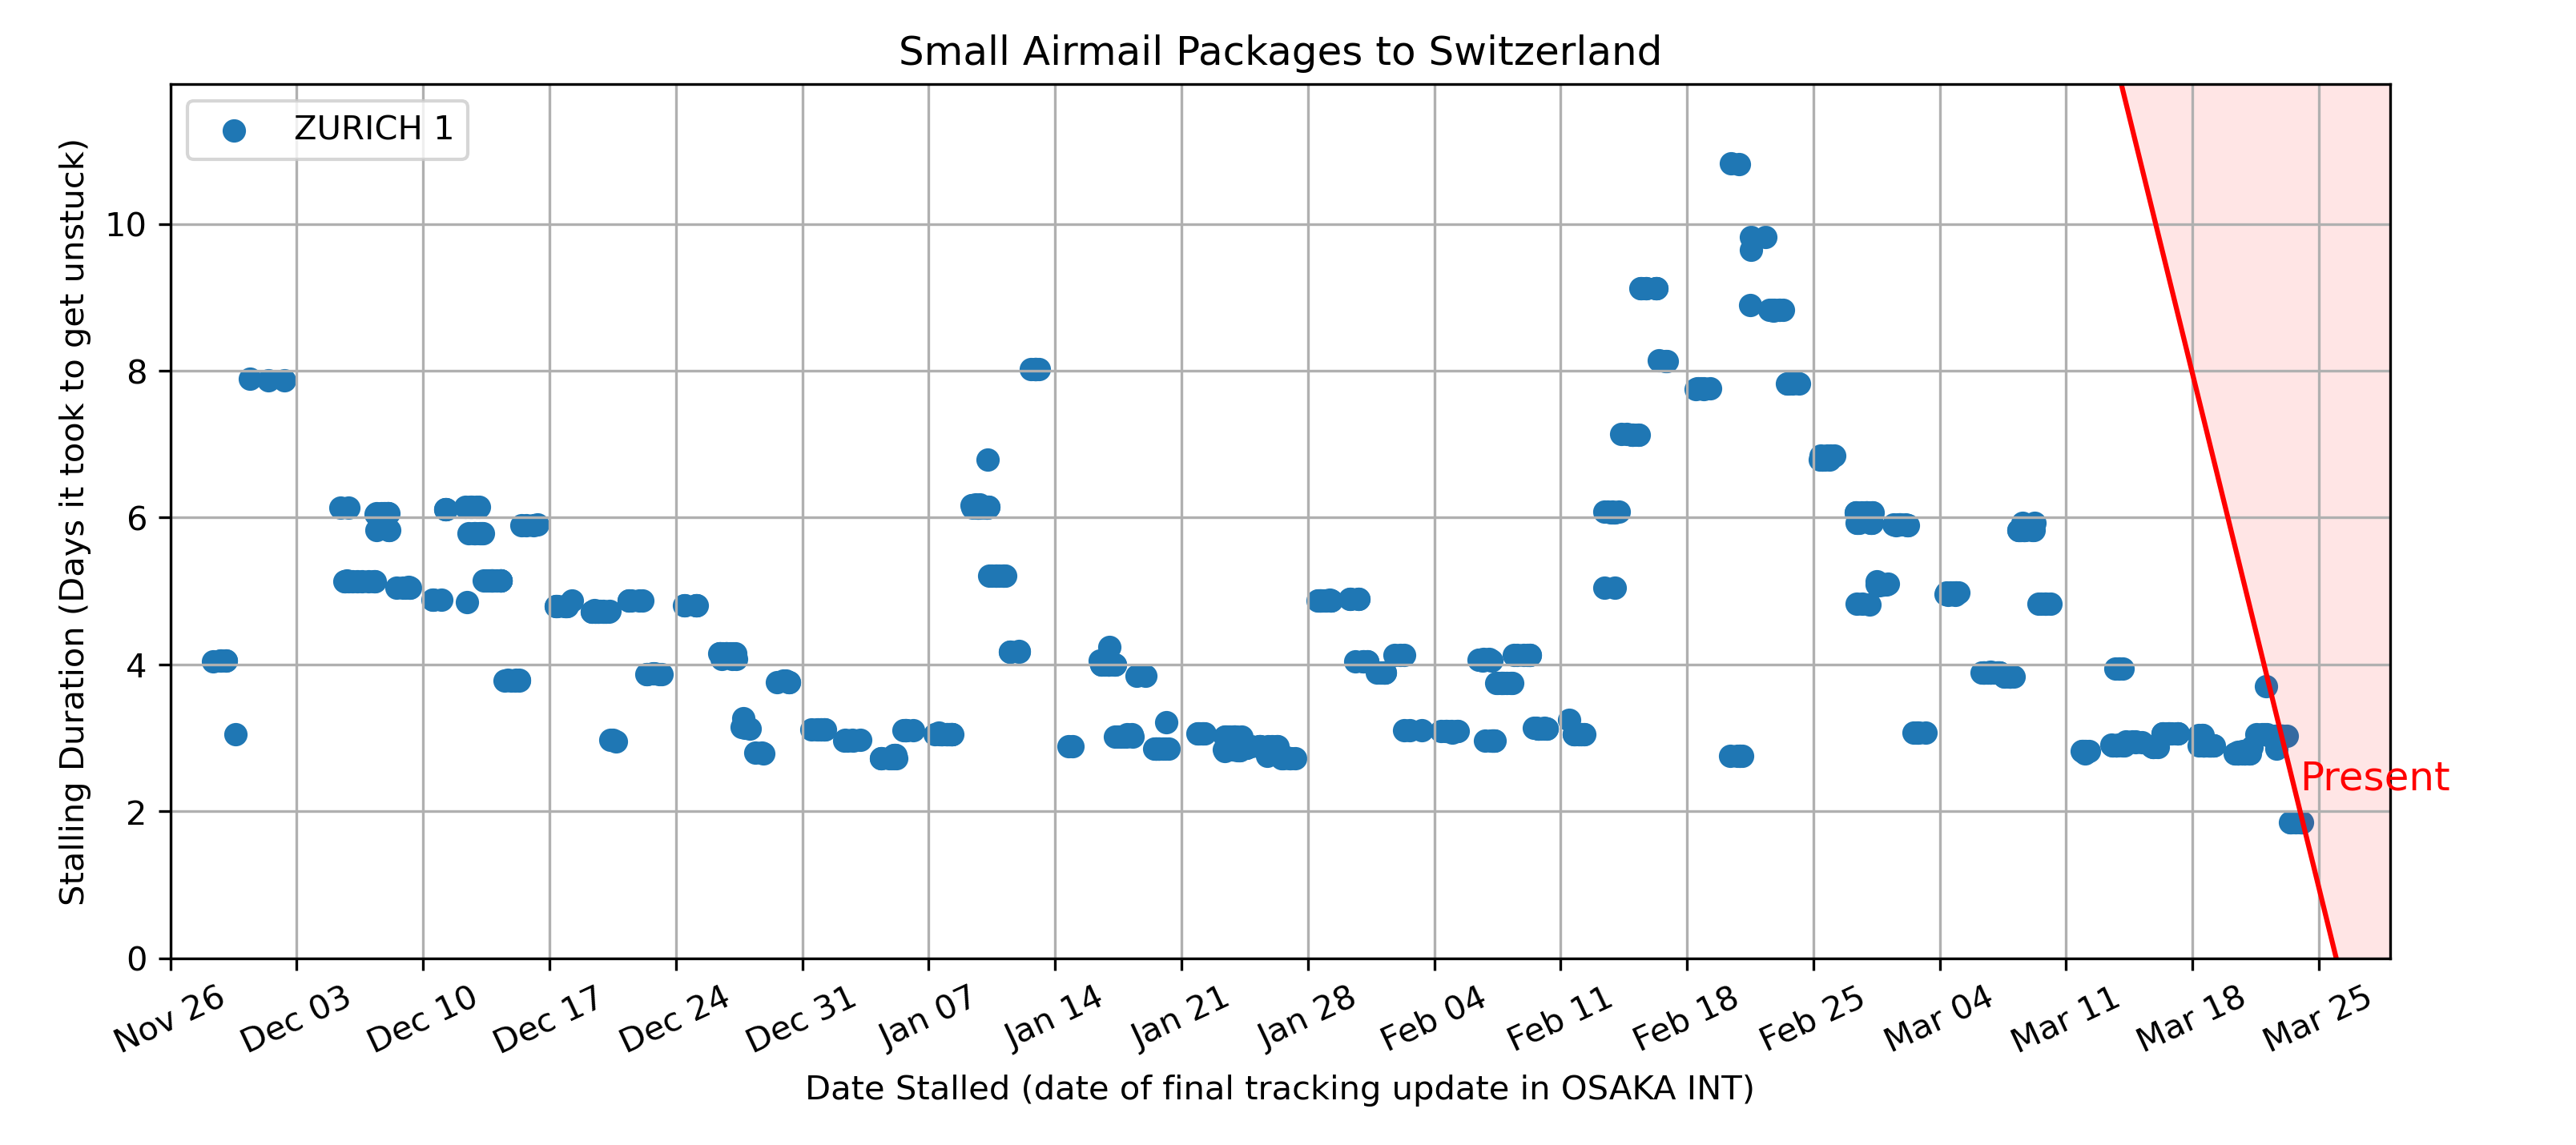 Small Airmail Packages to Switzerland
ZURICH 1
Stalling Duration (Days it took to get unstuck)
10
8
6
4
2
0
Present
Nov 26 Dec 03 Dec 10 Dec 17 Dec 24 Dec 31 Jan 07 Jan 14 Jan 21 Jan 28 Feb 04 Feb 11 Feb 18 Feb 25 Mar 04 Mar 11 Mar 18 Mar 25
Date Stalled (date of final tracking update in OSAKA INT)